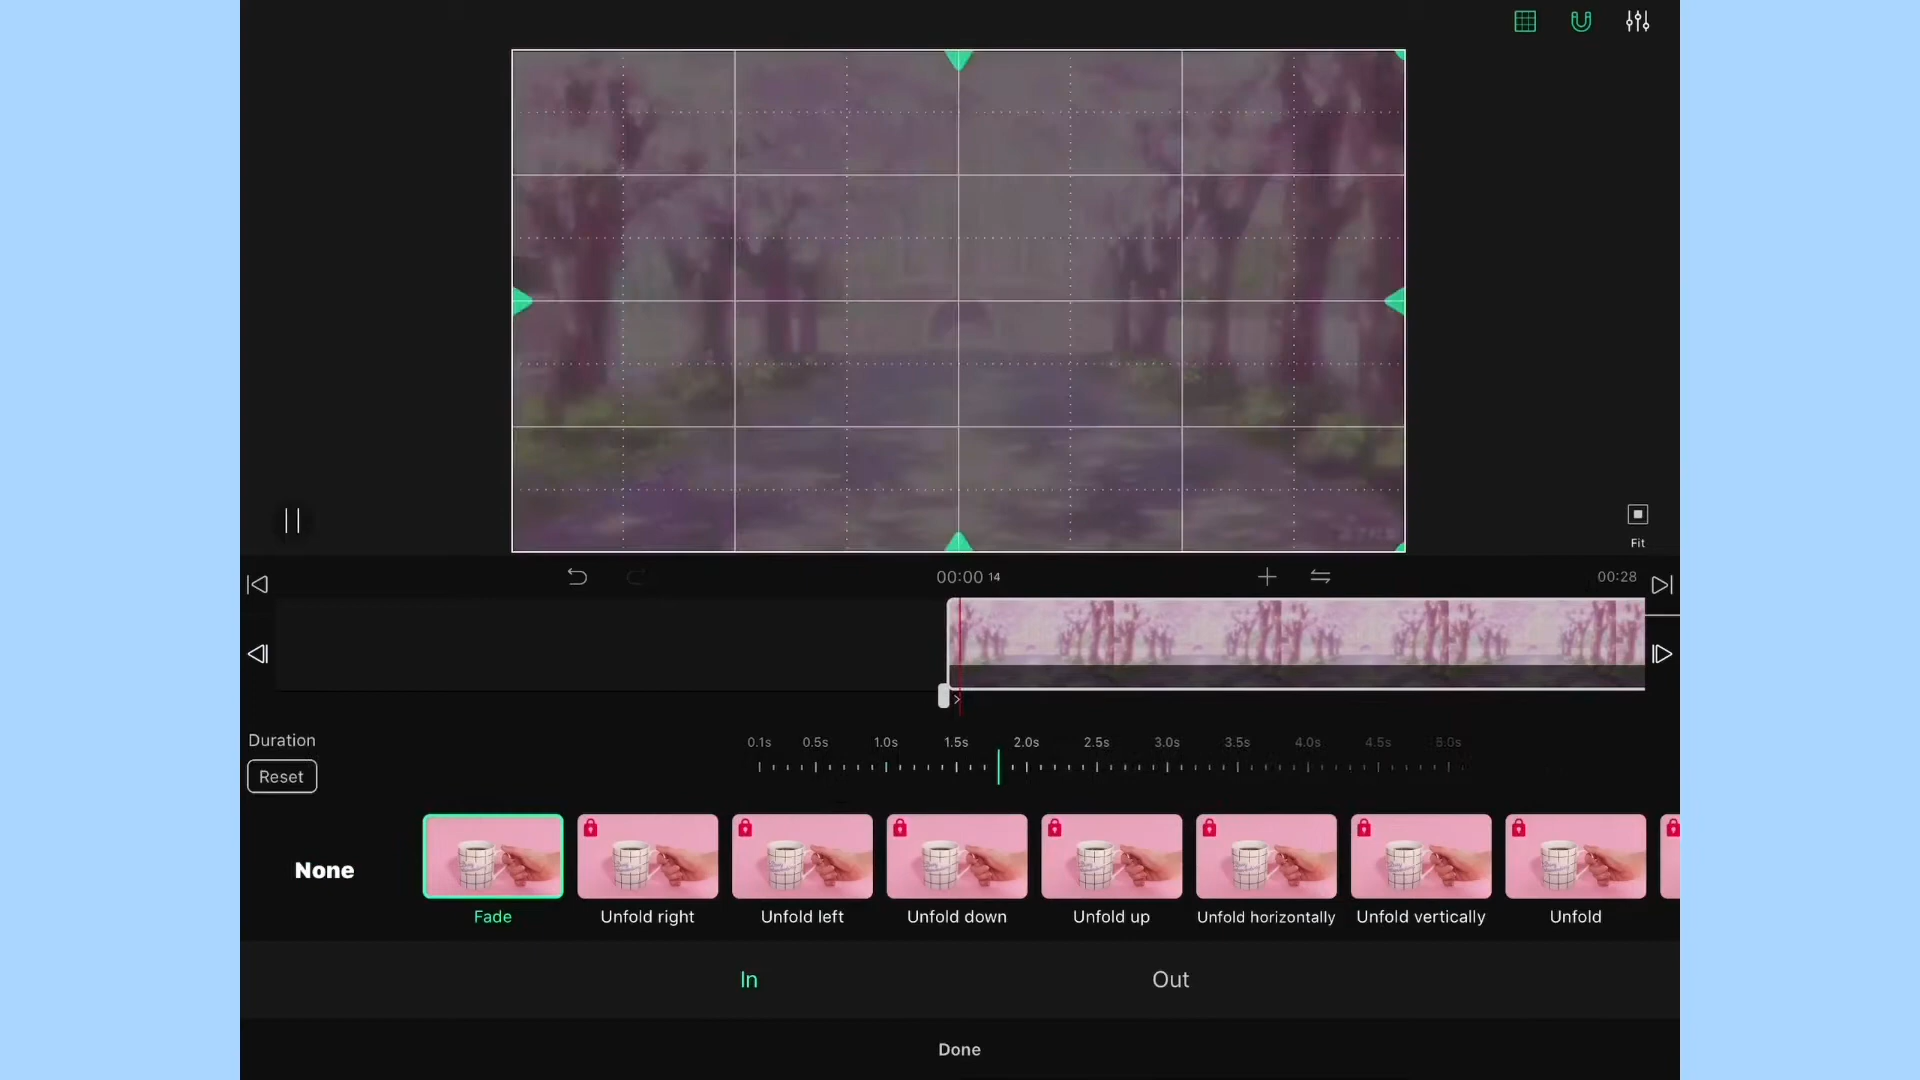 Fit
00:00 14
00:28
Duration
0.1s 0.5s 1.0s 1.5s 2.0s 2.5s 3.0s 3.5s 4.0s 4.5s 5.0s
Reset
None
Fade
Unfold right
Unfold left
Unfold down
Unfold up
Unfold horizontally
Unfold vertically
Unfold
In
Out
Done